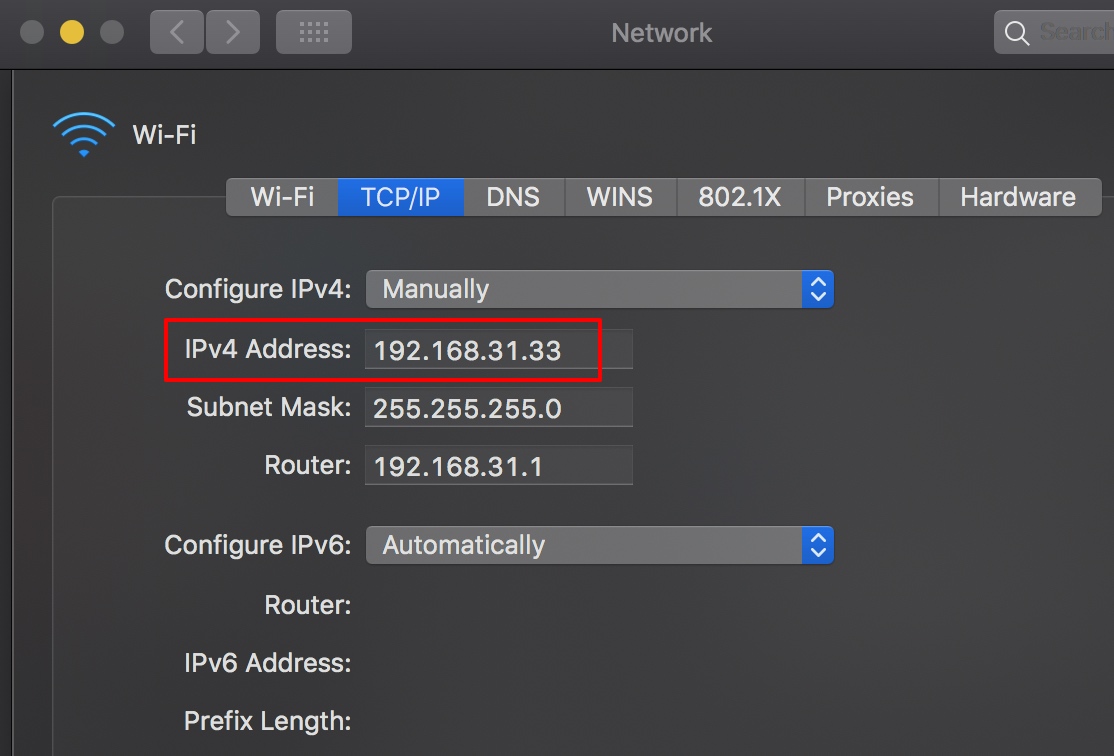 Network
Search
Wi-Fi
Wi-Fi TCP/IP DNS WINS 802.1X Proxies Hardware
Configure IPv4: Manually
IPv4 Address: 192.168.31.33
Subnet Mask: 255.255.255.0
Router: 192.168.31.1
Configure IPv6: Automatically
Router:
IPv6 Address:
Prefix Length: